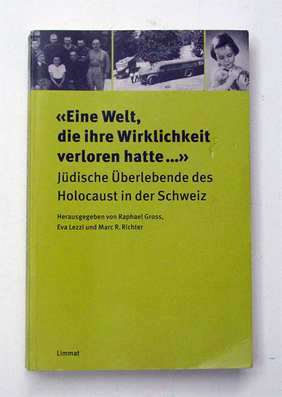 «Eine Welt,
die ihre Wirklichkeit
verloren hatte...»
Jüdische Überlebende des
Holocaust in der Schweiz
Herausgegeben von Raphael Gross,
Eva Lezzi und Marc R. Richter
Limmat